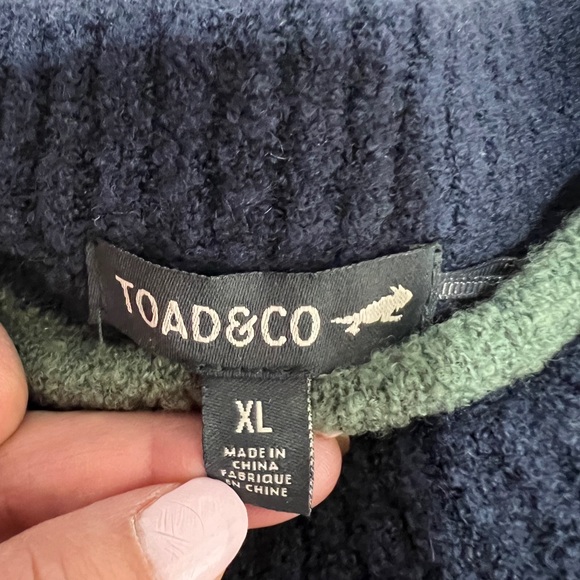 TOAD&CO
XL
MADE IN
CHINA
FABRIQUE
EN CHINE